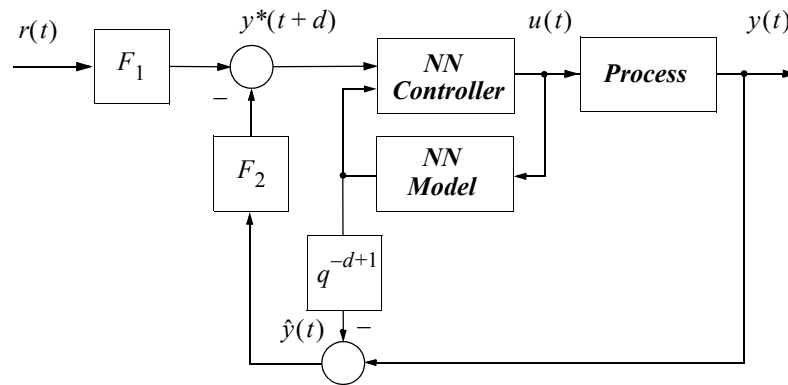 r(t)
y*(t + d)
u(t)
y(t)
F₁
NN
Controller
Process
−
F₂
NN
Model
q⁻ᵈ⁺¹
ŷ(t)
−